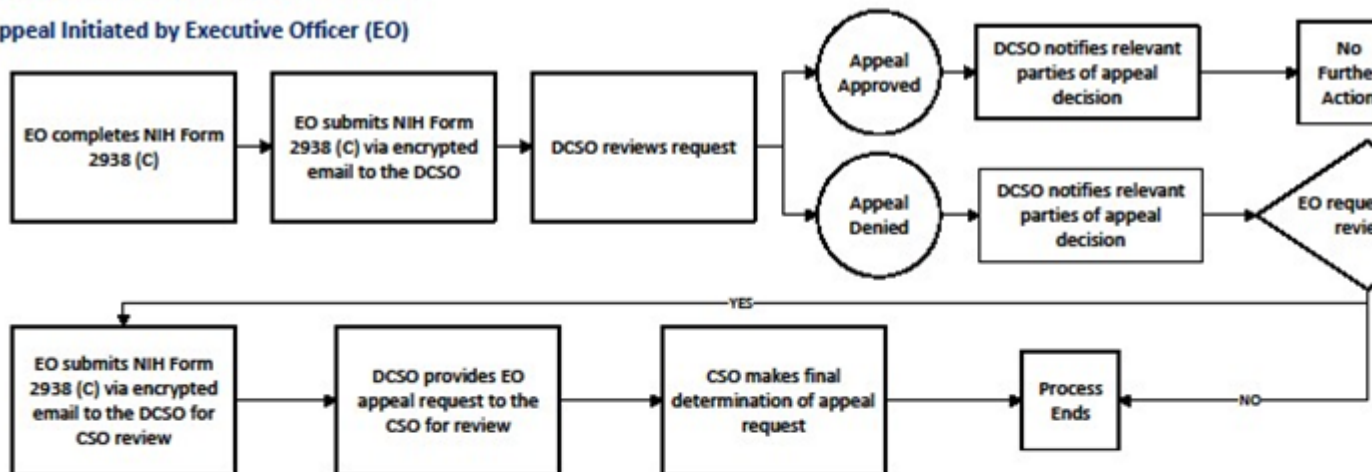 ppeal Initiated by Executive Officer (EO)
EO completes NIH Form
2938 (C)
EO submits NIH Form
2938 (C) via encrypted
email to the DCSO
DCSO reviews request
Appeal
Approved
DCSO notifies relevant
parties of appeal
decision
No
Furthe
Action
Appeal
Denied
DCSO notifies relevant
parties of appeal
decision
EO reque
revie
YES
EO submits NIH Form
2938 (C) via encrypted
email to the DCSO for
CSO review
DCSO provides EO
appeal request to the
CSO for review
CSO makes final
determination of appeal
request
Process
Ends
NO